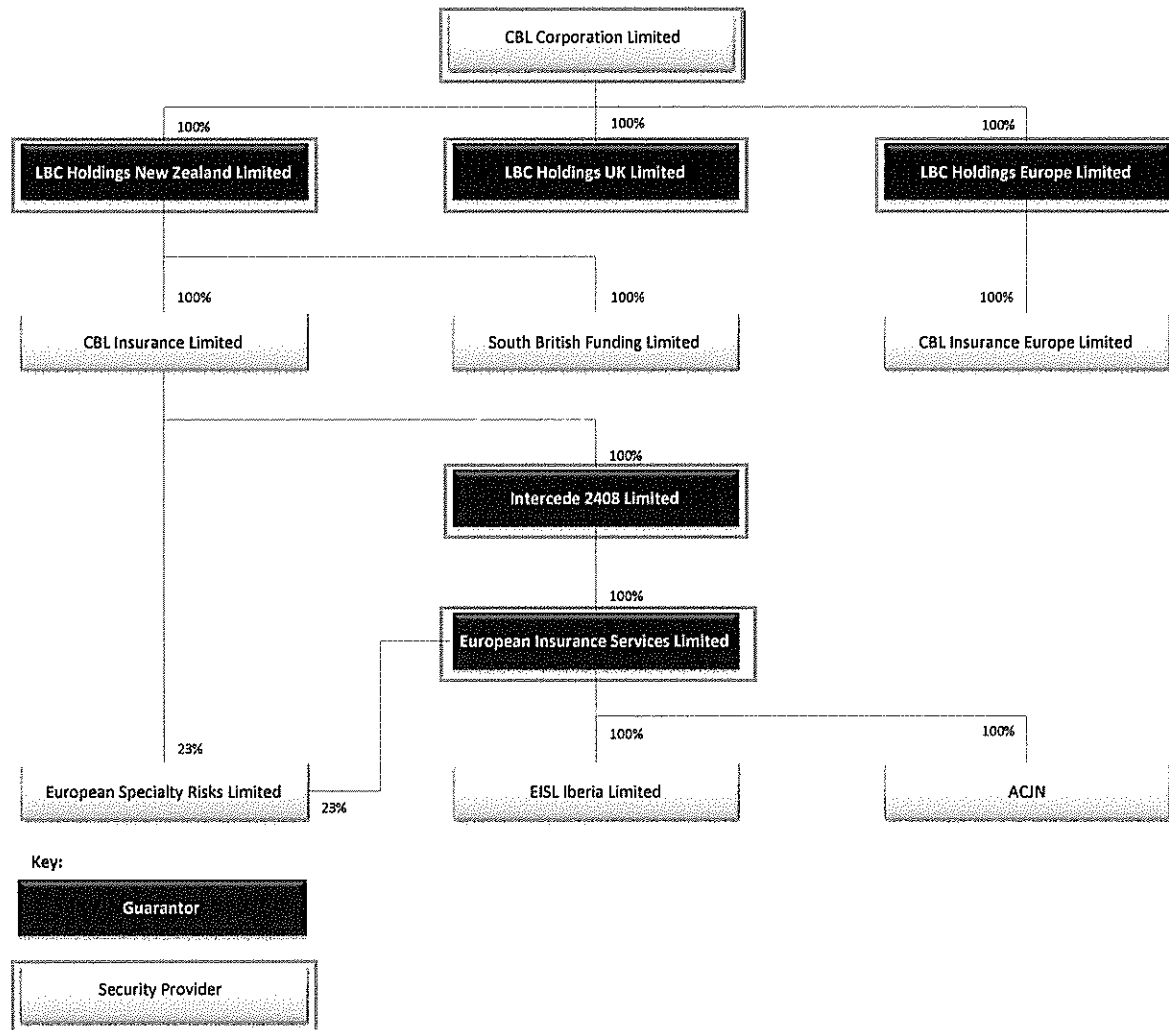 CBL Corporation Limited
100%
100%
100%
LBC Holdings New Zealand Limited
LBC Holdings UK Limited
LBC Holdings Europe Limited
100%
100%
100%
CBL Insurance Limited
South British Funding Limited
CBL Insurance Europe Limited
100%
Intercede 2408 Limited
100%
European Insurance Services Limited
23%
100%
100%
European Specialty Risks Limited
23%
EISL Iberia Limited
ACJN
Key:
Guarantor
Security Provider